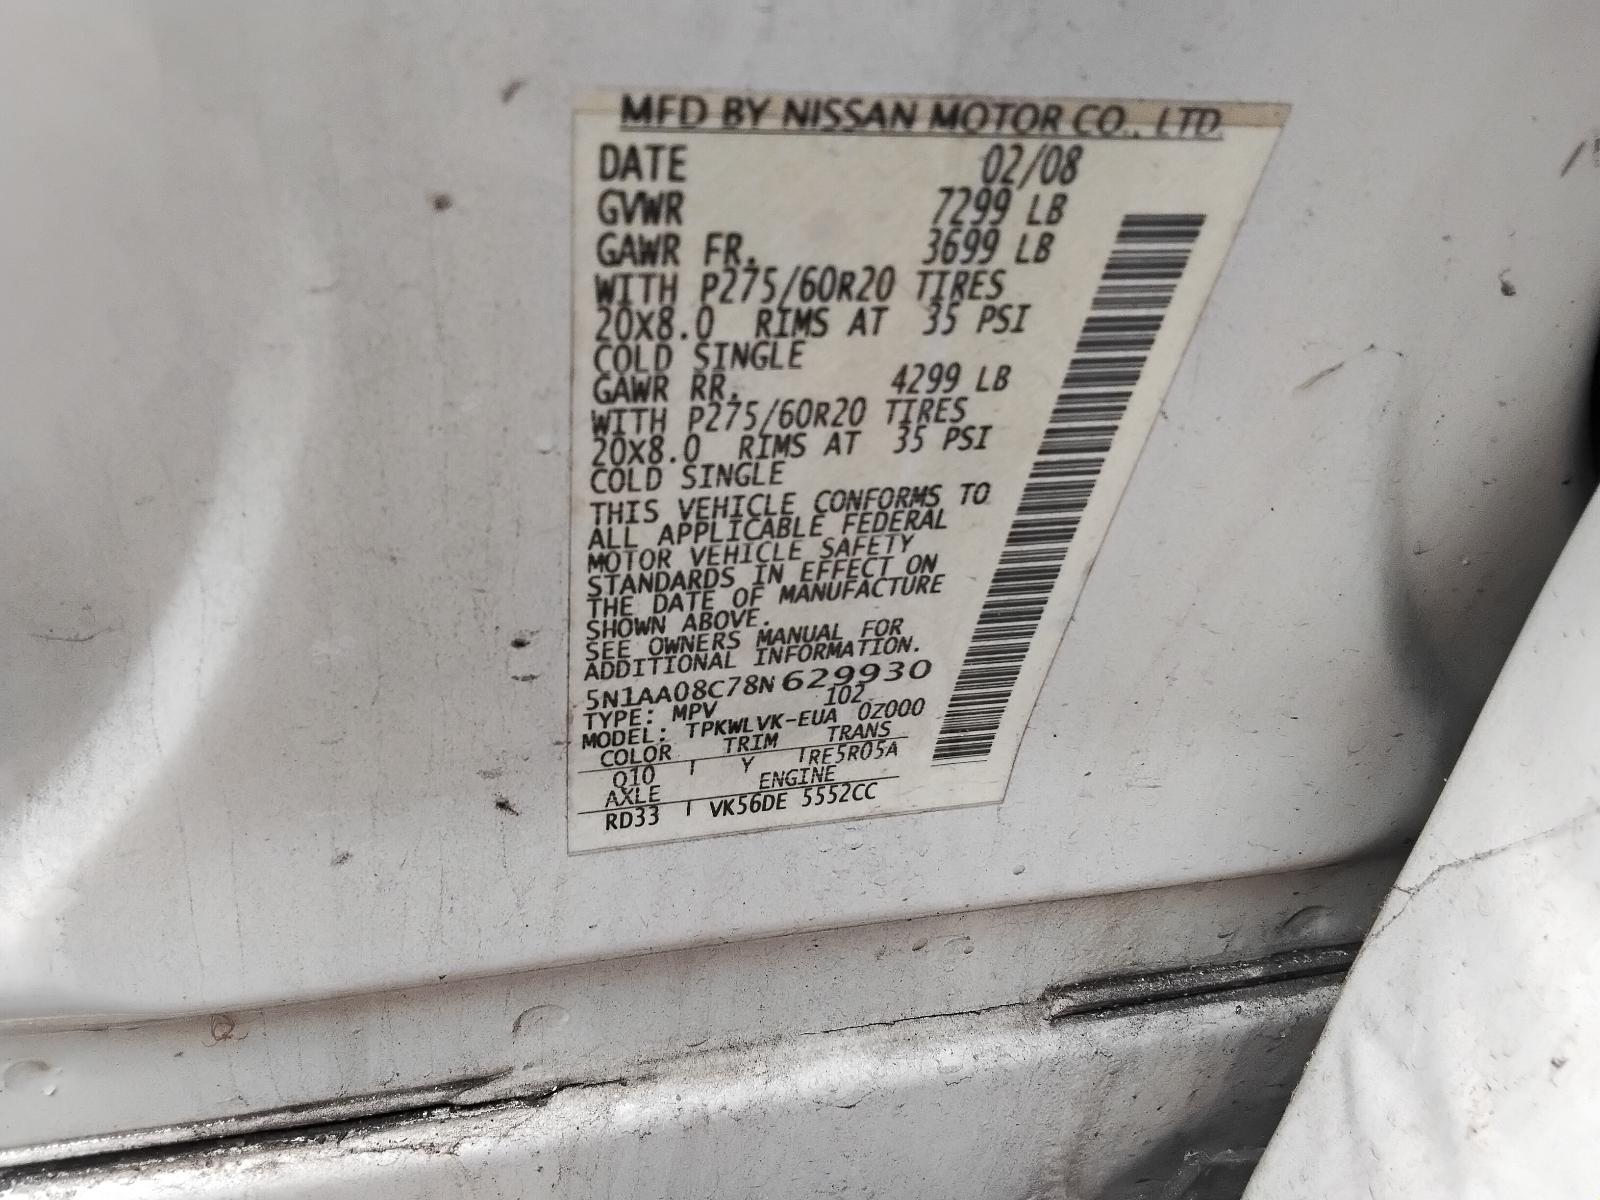 MFD BY NISSAN MOTOR CO., LTD.
DATE 02/08
GVWR 7299 LB
GAWR FR. 3699 LB
WITH P275/60R20 TIRES
20X8.0 RIMS AT 35 PSI
COLD SINGLE
GAWR RR. 4299 LB
WITH P275/60R20 TIRES
20X8.0 RIMS AT 35 PSI
COLD SINGLE
THIS VEHICLE CONFORMS TO
ALL APPLICABLE FEDERAL
MOTOR VEHICLE SAFETY
STANDARDS IN EFFECT ON
THE DATE OF MANUFACTURE
SHOWN ABOVE.
SEE OWNERS MANUAL FOR
ADDITIONAL INFORMATION.
5N1AA08C78N629930
TYPE: MPV 102
MODEL: TPKWLVK-EUA 0Z000
COLOR TRIM TRANS
Q10 Y RE5R05A
AXLE ENGINE
RD33 VK56DE 5552CC